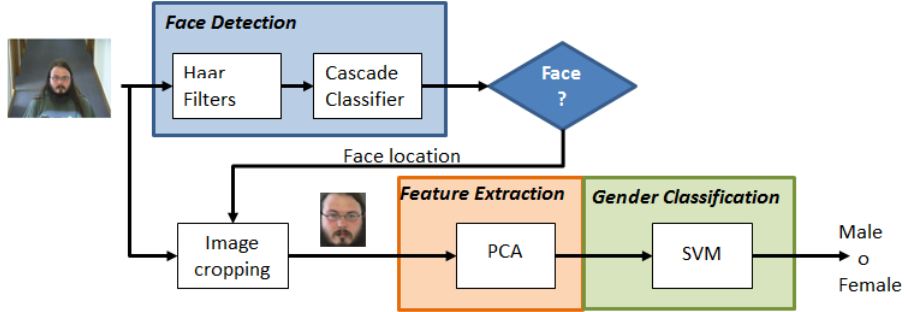 Face Detection
Haar
Filters
Cascade
Classifier
Face
?
Face location
Feature Extraction
Gender Classification
Image
cropping
PCA
SVM
Male
o
Female